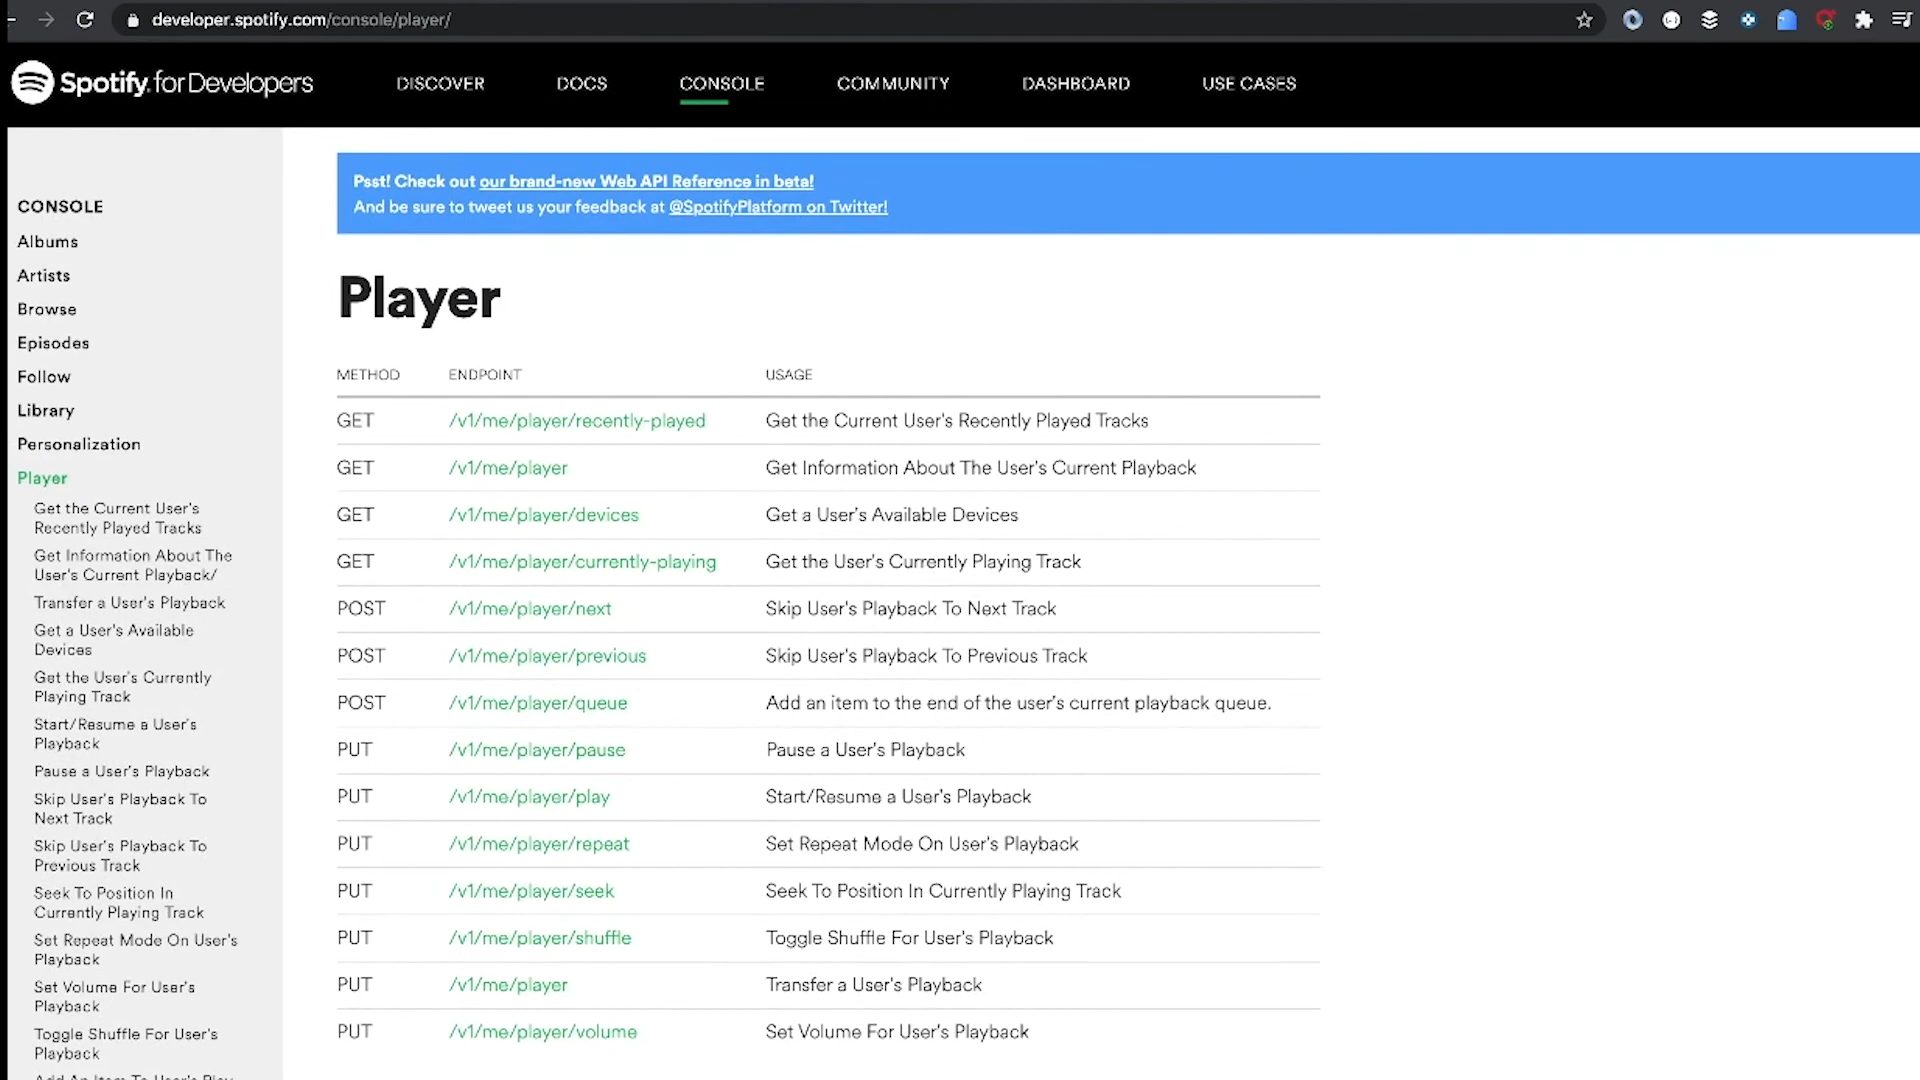 developer.spotify.com/console/player/
Spotify for Developers
DISCOVER
DOCS
CONSOLE
COMMUNITY
DASHBOARD
USE CASES
CONSOLE
Albums
Artists
Browse
Episodes
Follow
Library
Personalization
Player
Get the Current User's
Recently Played Tracks
Get Information About The
User's Current Playback/
Transfer a User's Playback
Get a User's Available
Devices
Get the User's Currently
Playing Track
Start/Resume a User's
Playback
Pause a User's Playback
Skip User's Playback To
Next Track
Skip User's Playback To
Previous Track
Seek To Position In
Currently Playing Track
Set Repeat Mode On User's
Playback
Set Volume For User's
Playback
Toggle Shuffle For User's
Playback
Add An Item To User's Play
Psst! Check out our brand-new Web API Reference in beta!
And be sure to tweet us your feedback at @SpotifyPlatform on Twitter!
Player
METHOD ENDPOINT USAGE
GET /v1/me/player/recently-played Get the Current User's Recently Played Tracks
GET /v1/me/player Get Information About The User's Current Playback
GET /v1/me/player/devices Get a User's Available Devices
GET /v1/me/player/currently-playing Get the User's Currently Playing Track
POST /v1/me/player/next Skip User's Playback To Next Track
POST /v1/me/player/previous Skip User's Playback To Previous Track
POST /v1/me/player/queue Add an item to the end of the user's current playback queue.
PUT /v1/me/player/pause Pause a User's Playback
PUT /v1/me/player/play Start/Resume a User's Playback
PUT /v1/me/player/repeat Set Repeat Mode On User's Playback
PUT /v1/me/player/seek Seek To Position In Currently Playing Track
PUT /v1/me/player/shuffle Toggle Shuffle For User's Playback
PUT /v1/me/player Transfer a User's Playback
PUT /v1/me/player/volume Set Volume For User's Playback